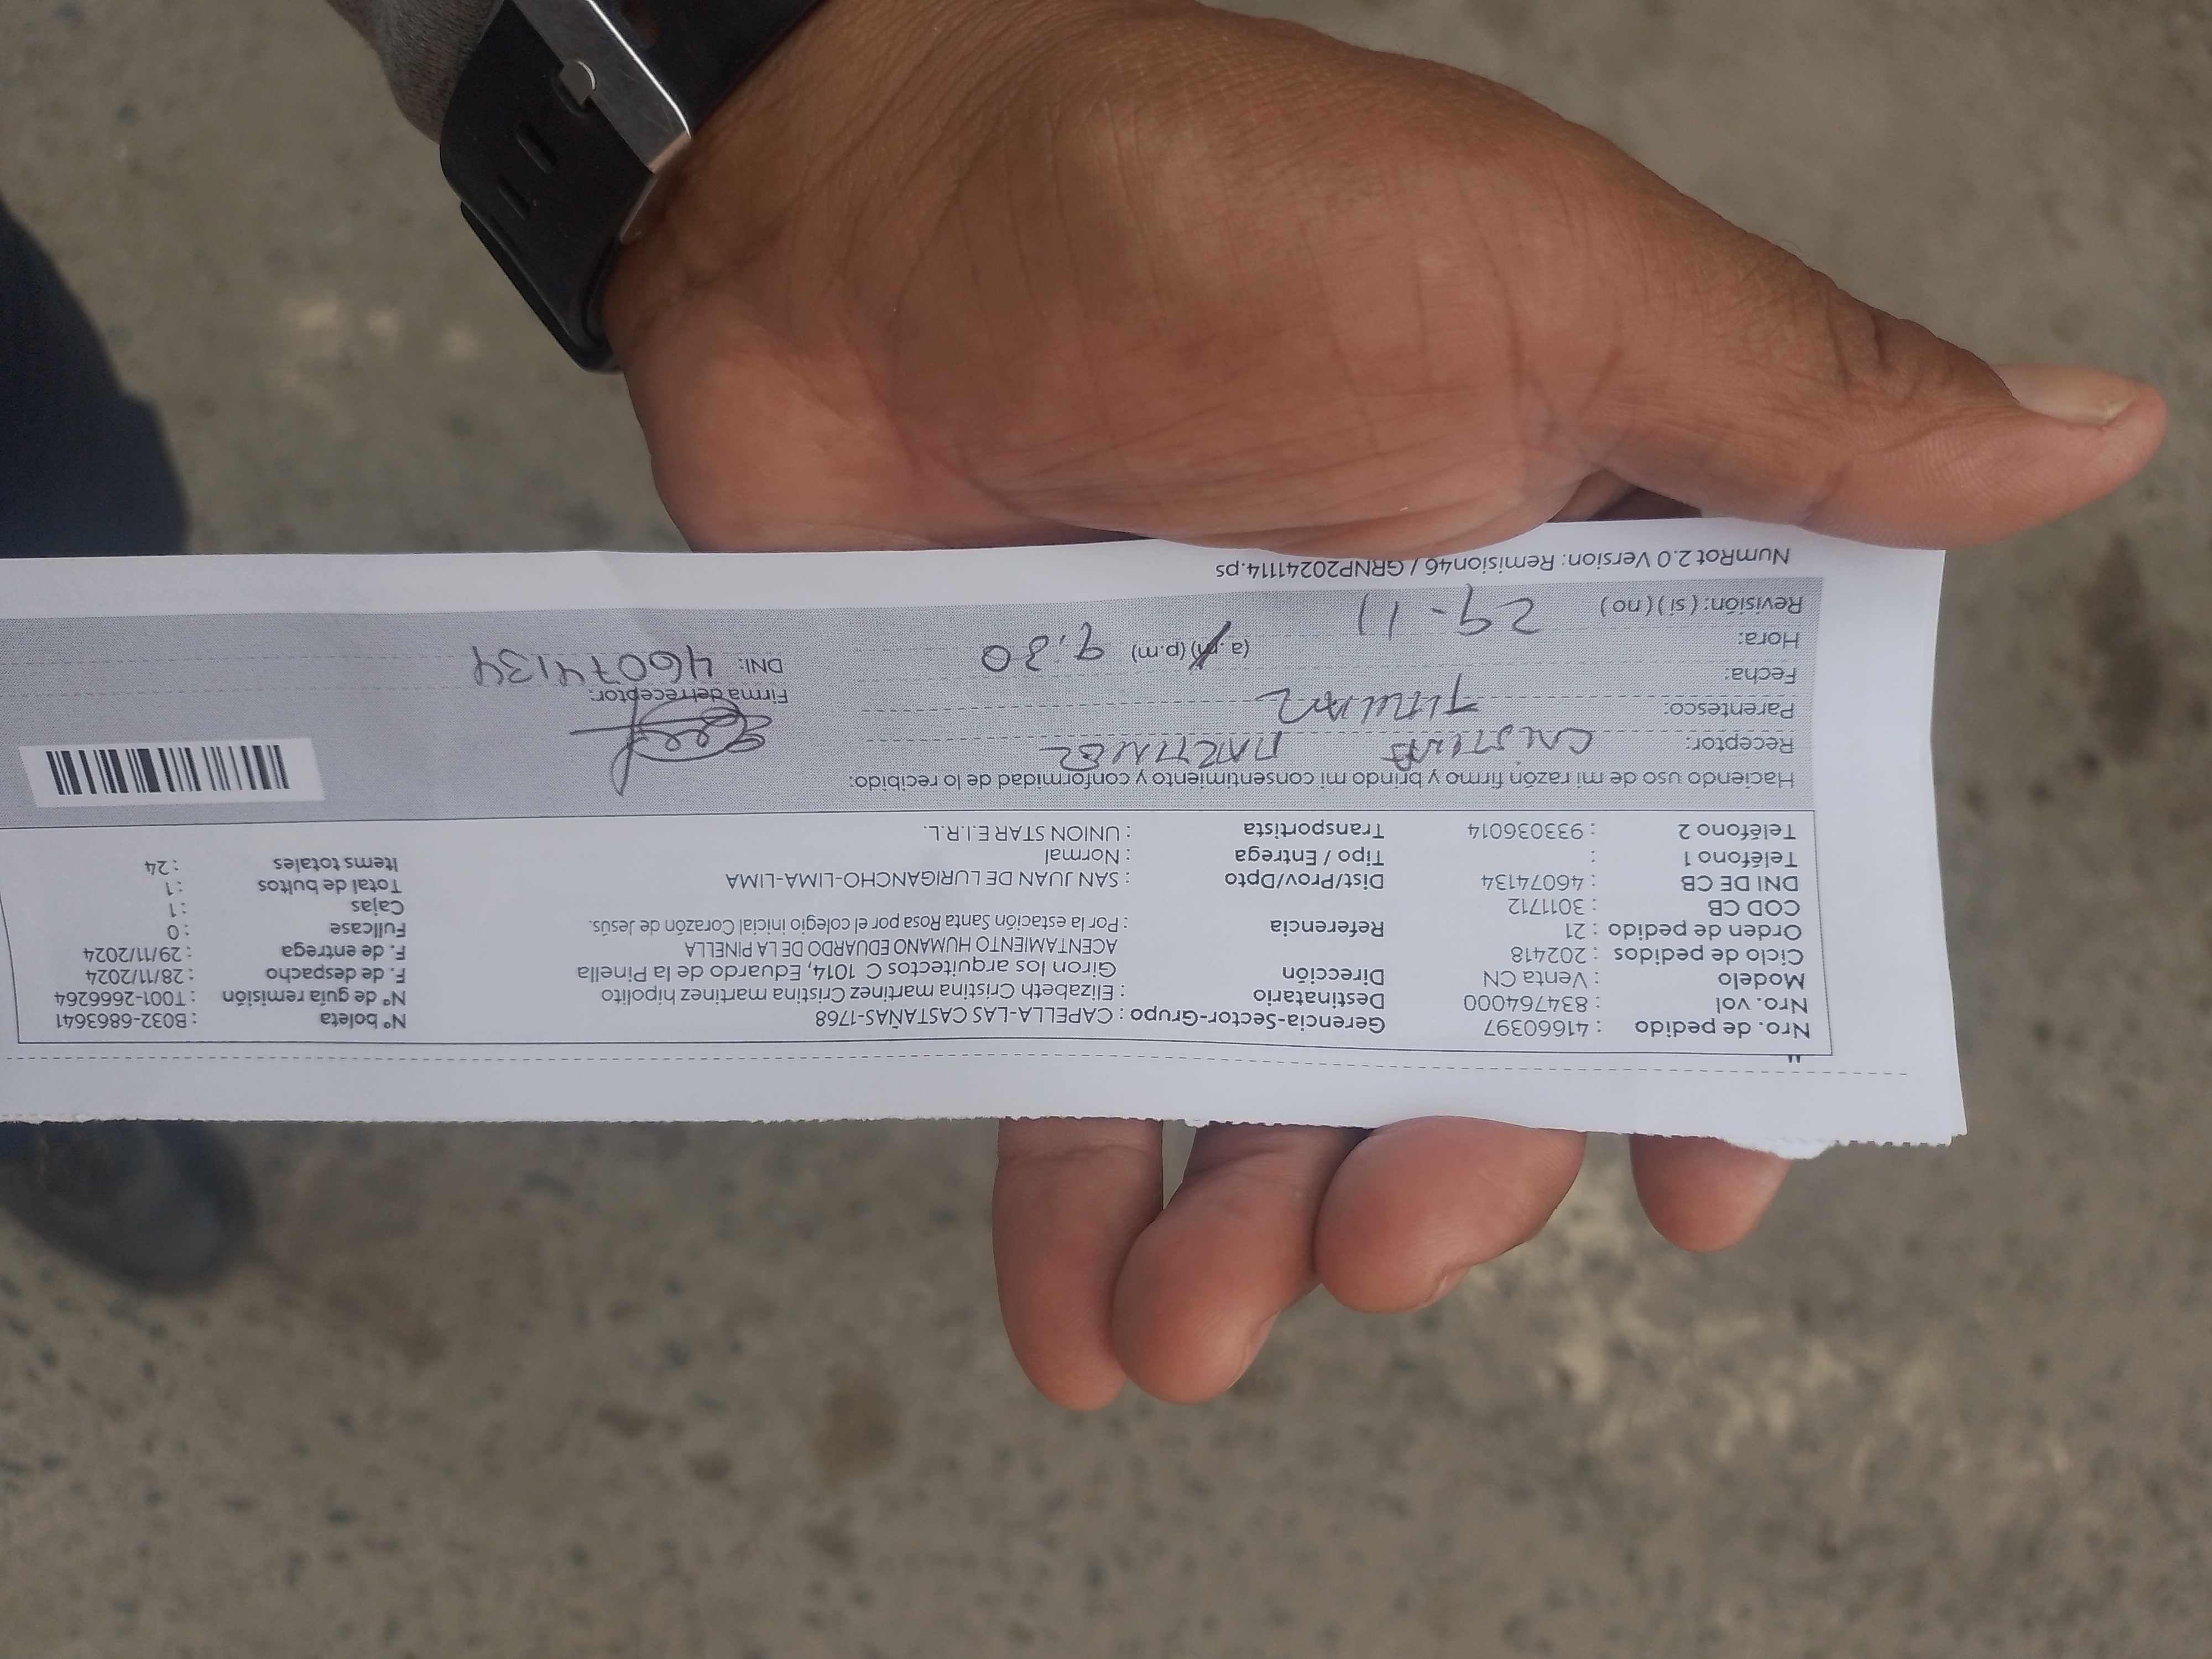 Nro. de pedido : 41660397 Gerencia-Sector-Grupo : CAPELLA-LAS CASTAÑAS-1768 N° boleta : B032-6863641
Nro. vol : 834764000 Destinatario : Elizabeth Cristina martinez Cristina martinez hipolito N° de guia remisión : T001-2666264
Modelo : Venta CN Dirección Giron los arquitectos C 1014, Eduardo de la Pinella F. de despacho : 28/11/2024
Ciclo de pedidos : 202418 ACENTAMIENTO HUMANO EDUARDO DE LA PINELLA F. de entrega : 29/11/2024
Orden de pedido : 21 Referencia : Por la estación Santa Rosa por el colegio inicial Corazón de Jesús. Fullcase : 0
COD CB : 3011712 Cajas : 1
DNI DE CB : 46074134 Dist/Prov/Dpto : SAN JUAN DE LURIGANCHO-LIMA-LIMA Total de bultos : 1
Teléfono 1 : Tipo / Entrega : Normal Items totales : 24
Teléfono 2 : 933036014 Transportista : UNION STAR E.I.R.L.
Haciendo uso de mi razón firmo y brindo mi consentimiento y conformidad de lo recibido:
Receptor: CRISTINA MARTINEZ
Parentesco: TITULAR Firma del receptor:
Fecha: DNI: 46074134
Hora: (a.m) (p.m) 9:30
Revisión: ( si ) ( no ) 29-11
NumRot 2.0 Version: Remision46 / GRNP20241114.ps